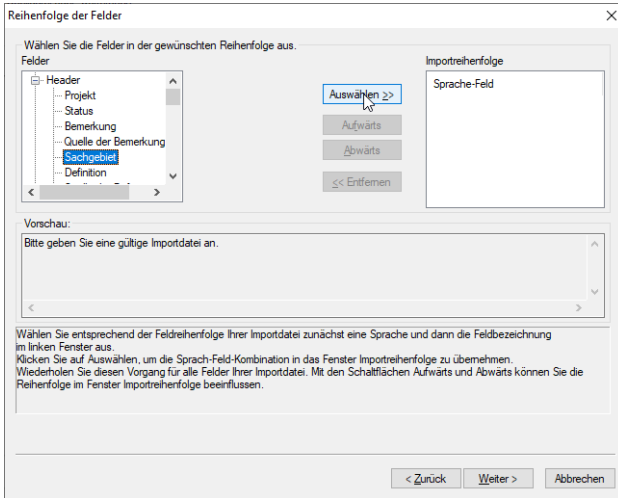 Reihenfolge der Felder
Wählen Sie die Felder in der gewünschten Reihenfolge aus.
Felder
Importreihenfolge
Header
Projekt
Status
Bemerkung
Quelle der Bemerkung
Sachgebiet
Definition
Auswählen >>
Aufwärts
Abwärts
<< Entfernen
Sprache-Feld
Vorschau:
Bitte geben Sie eine gültige Importdatei an.
Wählen Sie entsprechend der Feldreihenfolge Ihrer Importdatei zunächst eine Sprache und dann die Feldbezeichnung
im linken Fenster aus.
Klicken Sie auf Auswählen, um die Sprach-Feld-Kombination in das Fenster Importreihenfolge zu übernehmen.
Wiederholen Sie diesen Vorgang für alle Felder Ihrer Importdatei. Mit den Schaltflächen Aufwärts und Abwärts können Sie die
Reihenfolge im Fenster Importreihenfolge beeinflussen.
< Zurück
Weiter >
Abbrechen